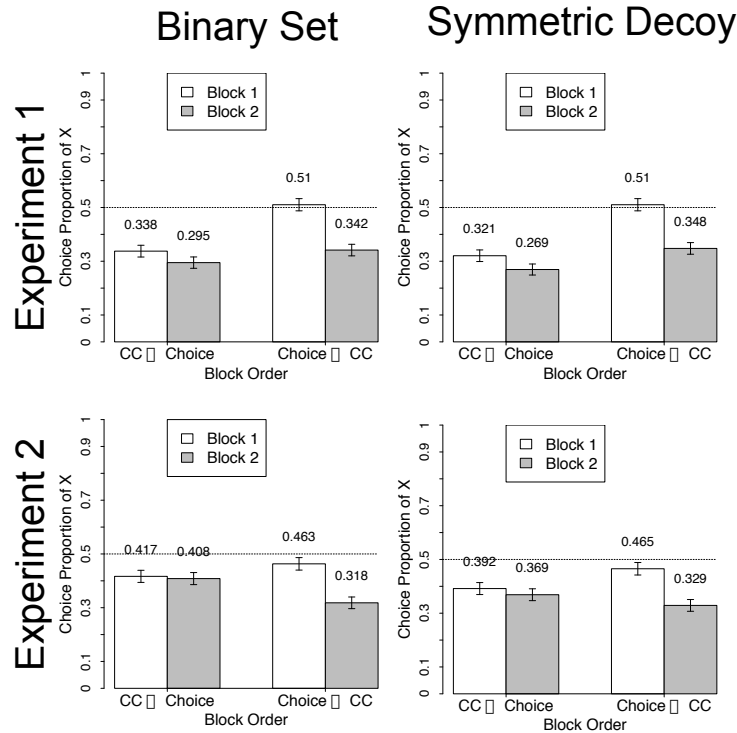 Binary Set
Symmetric Decoy
Experiment 1
Choice Proportion of X
0 0.1 0.3 0.5 0.7 0.9 1
Block 1
Block 2
0.338
0.295
0.51
0.342
CC ▯ Choice
Choice ▯ CC
Block Order
Choice Proportion of X
0 0.1 0.3 0.5 0.7 0.9 1
Block 1
Block 2
0.321
0.269
0.51
0.348
CC ▯ Choice
Choice ▯ CC
Block Order
Experiment 2
Choice Proportion of X
0 0.1 0.3 0.5 0.7 0.9 1
Block 1
Block 2
0.417
0.408
0.463
0.318
CC ▯ Choice
Choice ▯ CC
Block Order
Choice Proportion of X
0 0.1 0.3 0.5 0.7 0.9 1
Block 1
Block 2
0.392
0.369
0.465
0.329
CC ▯ Choice
Choice ▯ CC
Block Order